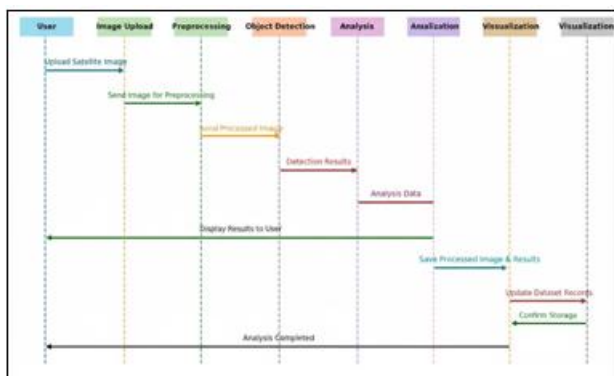 User Image Upload Preprocessing Object Detection Analysis Anialization Visualization Visualization
Upload Satellite Image
Send Image for Preprocessing
Send Processed Image
Detection Results
Analysis Data
Display Results to User
Save Processed Image & Results
Update Dataset Records
Confirm Storage
Analysis Completed